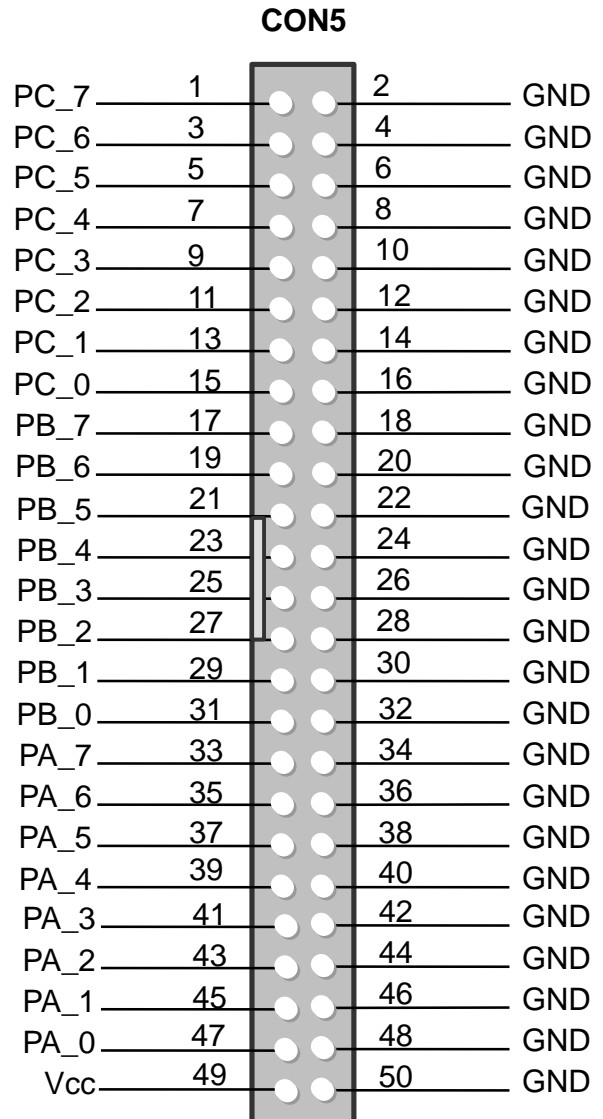 CON5
PC_7 1 2 GND
PC_6 3 4 GND
PC_5 5 6 GND
PC_4 7 8 GND
PC_3 9 10 GND
PC_2 11 12 GND
PC_1 13 14 GND
PC_0 15 16 GND
PB_7 17 18 GND
PB_6 19 20 GND
PB_5 21 22 GND
PB_4 23 24 GND
PB_3 25 26 GND
PB_2 27 28 GND
PB_1 29 30 GND
PB_0 31 32 GND
PA_7 33 34 GND
PA_6 35 36 GND
PA_5 37 38 GND
PA_4 39 40 GND
PA_3 41 42 GND
PA_2 43 44 GND
PA_1 45 46 GND
PA_0 47 48 GND
Vcc 49 50 GND